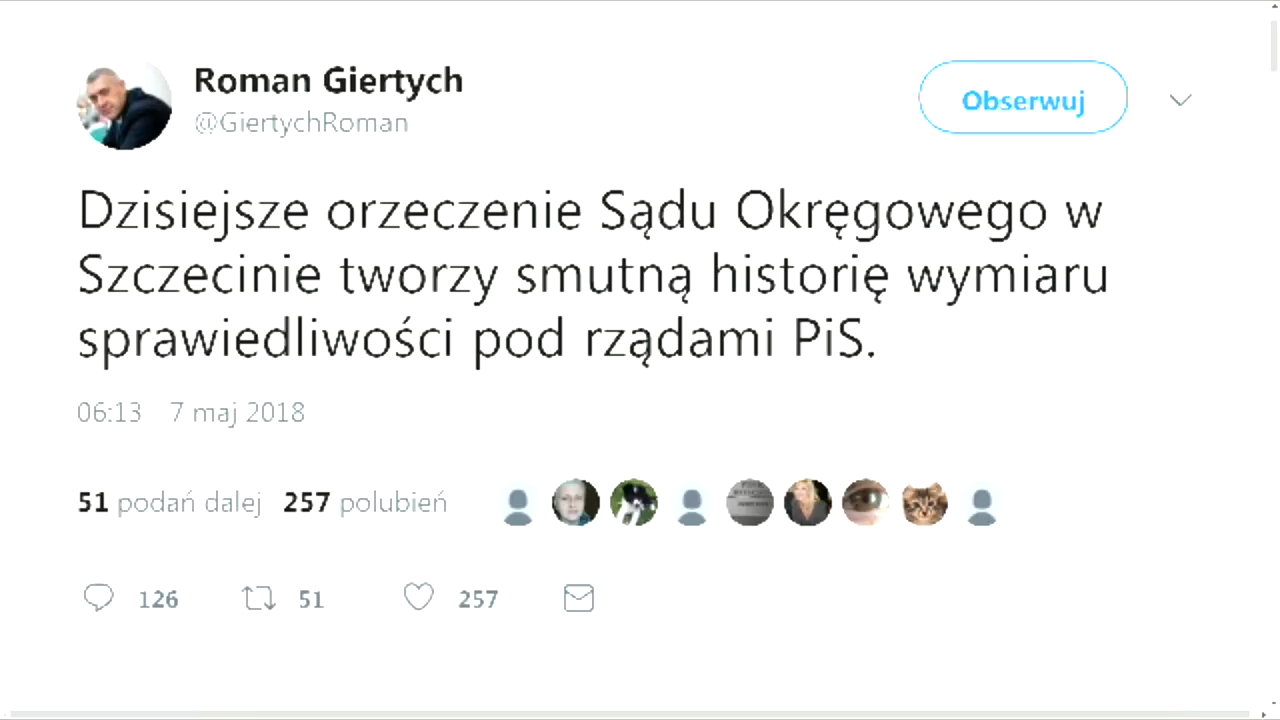 Roman Giertych
@GiertychRoman
Obserwuj
Dzisiejsze orzeczenie Sądu Okręgowego w
Szczecinie tworzy smutną historię wymiaru
sprawiedliwości pod rządami PiS.
06:13 7 maj 2018
51 podań dalej 257 polubień
126 51 257